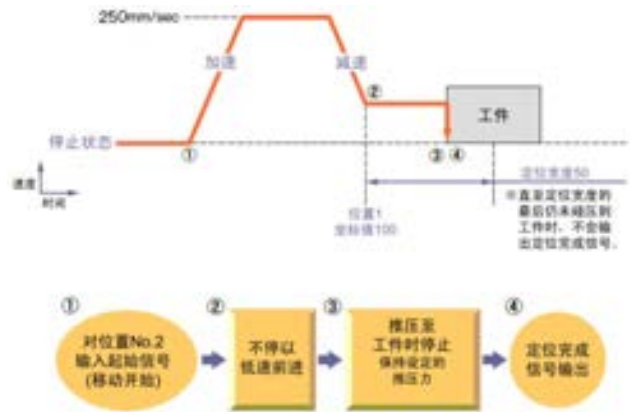 250mm/sec
加速
减速
②
工件
停止状态
①
③ ④
定位宽度50
速度
时间
位置1
坐标值100
※直至定位宽度的
最后仍未碰压到
工件时，不会输
出定位完成信号。
①
对位置No.2
输入起始信号
(移动开始)
②
不停以
低速前进
③
推压至
工件时停止
保持设定的
推压力
④
定位完成
信号输出